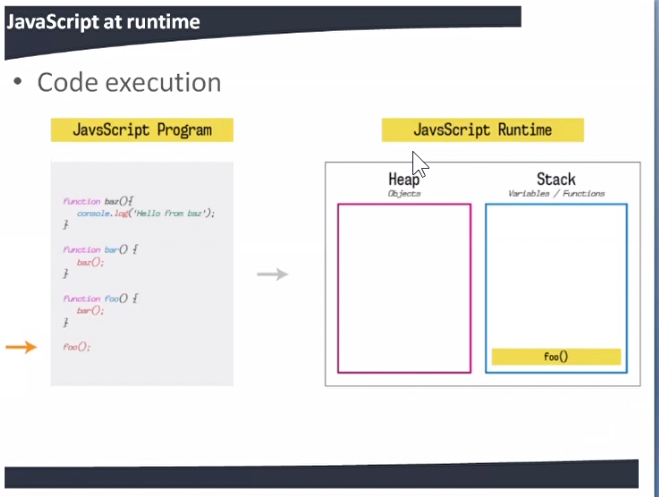 JavaScript at runtime
• Code execution
JavsScript Program
function baz(){
console.log('Hello from baz');
}
function bar() {
baz();
}
function foo() {
bar();
}
foo();
JavsScript Runtime
Heap
Objects
Stack
Variables / Functions
foo()